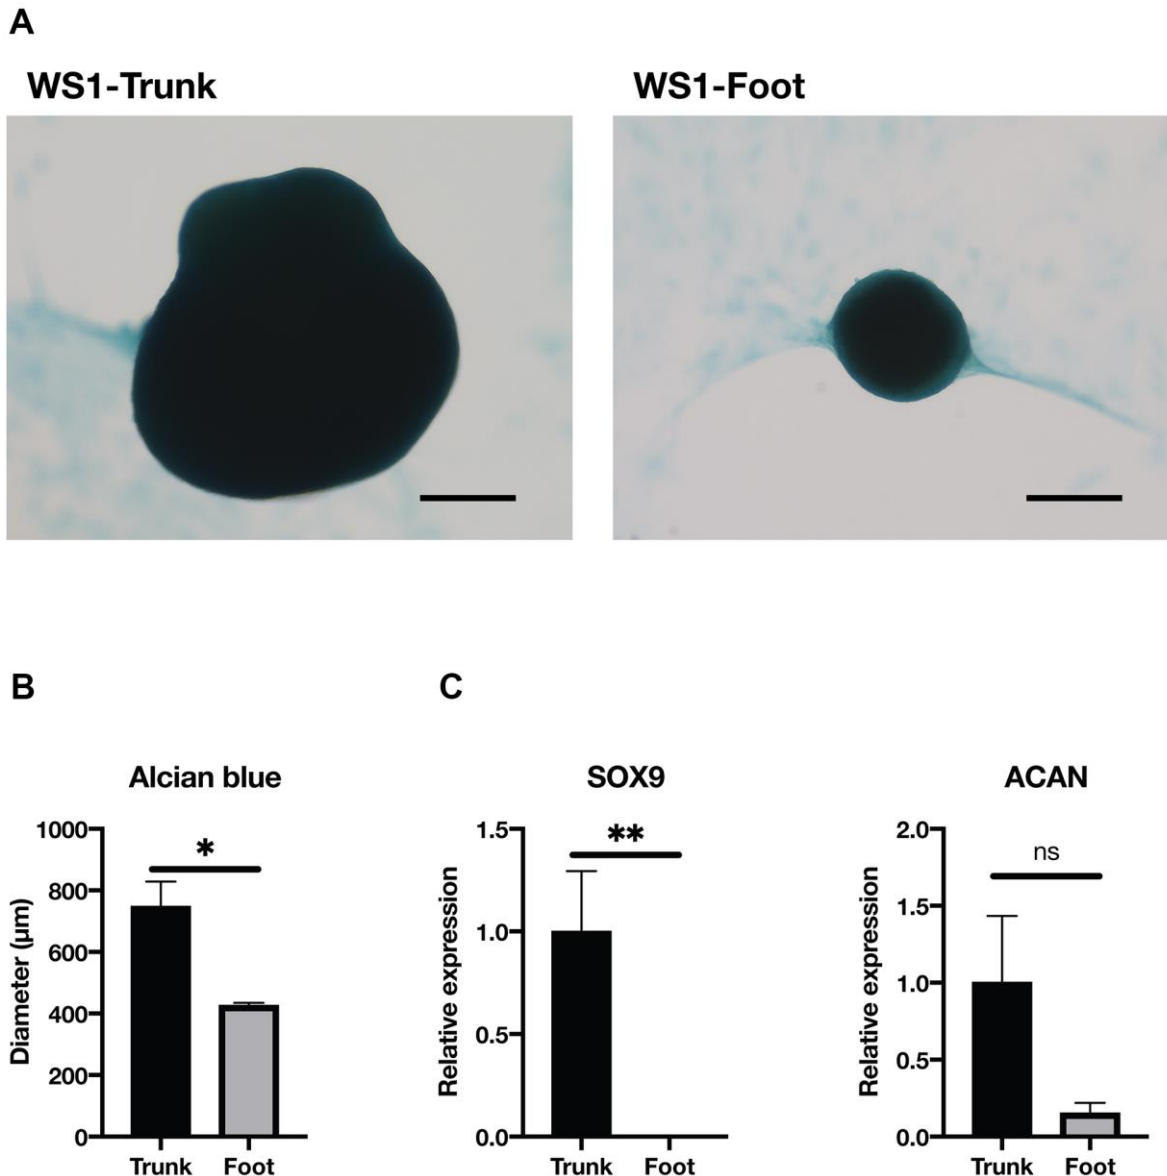 A
WS1-Trunk
WS1-Foot
B
C
Alcian blue
SOX9
ACAN
Diameter (µm)
1000
800
600
400
200
0
*
Trunk
Foot
Relative expression
1.5
1.0
0.5
0.0
**
Trunk
Foot
Relative expression
2.0
1.5
1.0
0.5
0.0
ns
Trunk
Foot